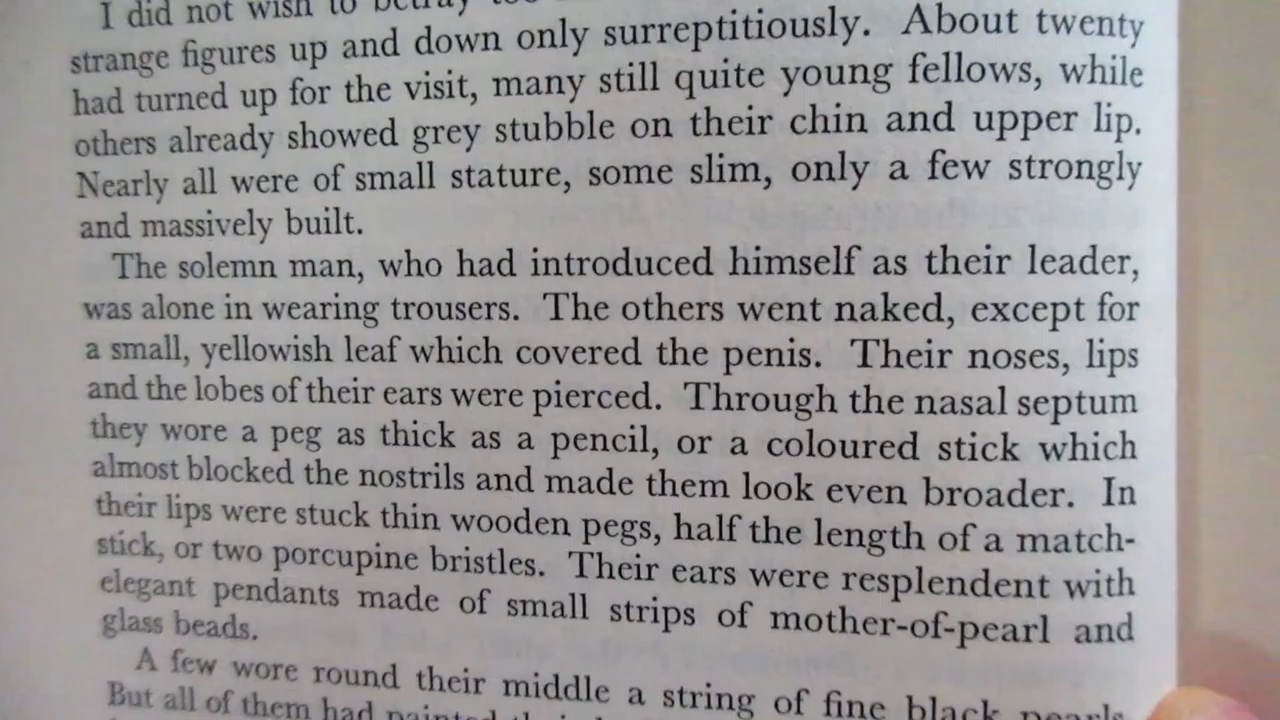 I did not wish to betray
strange figures up and down only surreptitiously. About twenty
had turned up for the visit, many still quite young fellows, while
others already showed grey stubble on their chin and upper lip.
Nearly all were of small stature, some slim, only a few strongly
and massively built.
The solemn man, who had introduced himself as their leader,
was alone in wearing trousers. The others went naked, except for
a small, yellowish leaf which covered the penis. Their noses, lips
and the lobes of their ears were pierced. Through the nasal septum
they wore a peg as thick as a pencil, or a coloured stick which
almost blocked the nostrils and made them look even broader. In
their lips were stuck thin wooden pegs, half the length of a match-
stick, or two porcupine bristles. Their ears were resplendent with
elegant pendants made of small strips of mother-of-pearl and
glass beads.
A few wore round their middle a string of fine black pearls.
But all of them had painted their